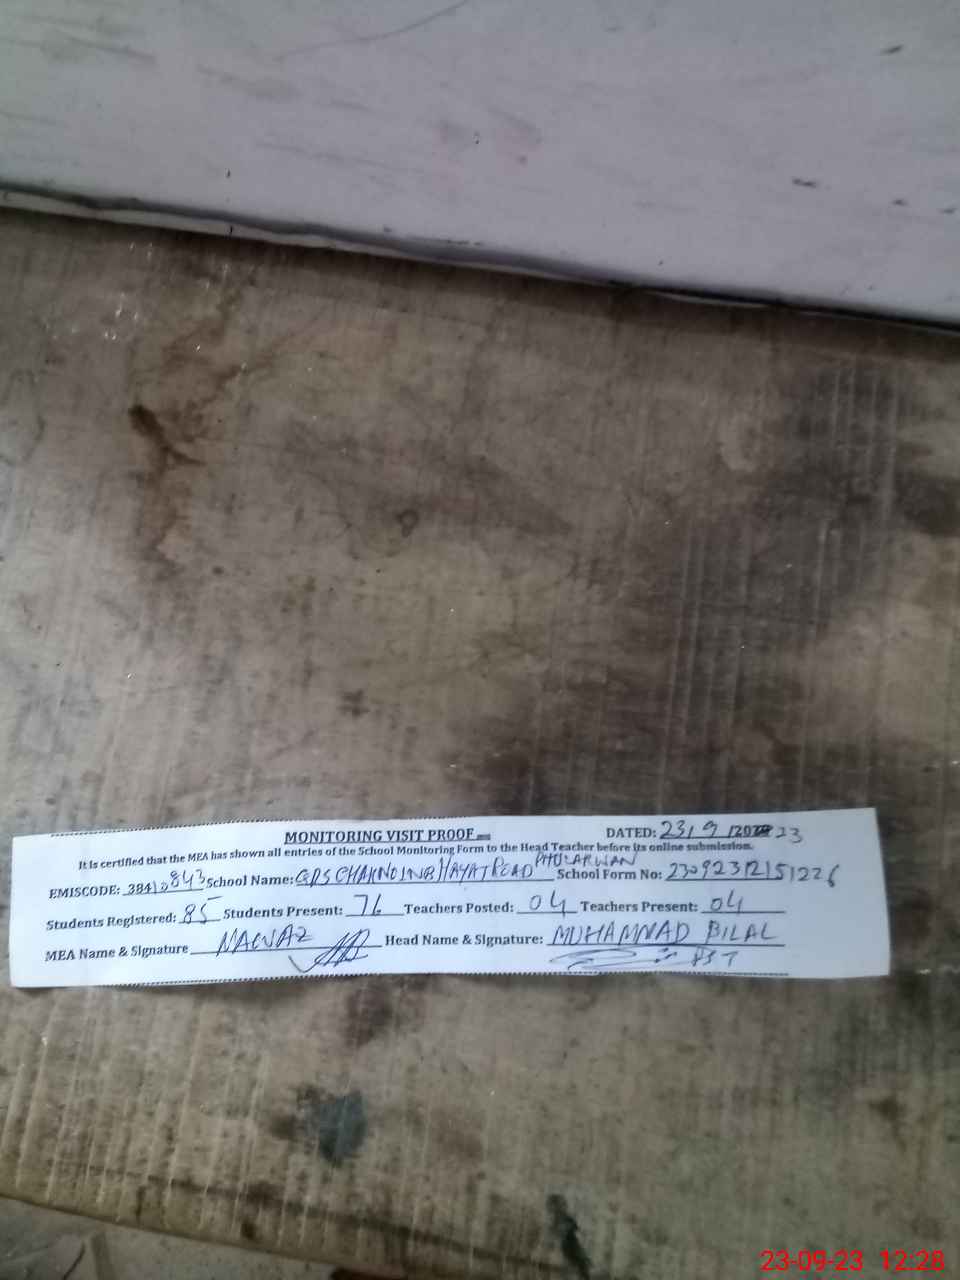 MONITORING VISIT PROOF DATED: 23/9/2023
It is certified that the MEA has shown all entries of the School Monitoring Form to the Head Teacher before its online submission.
EMISCODE: 38410843 School Name: GPS CHAK NO 1 NB HAYAT ROAD PHULARWAN School Form No: 23092312151226
Students Registered: 85 Students Present: 76 Teachers Posted: 04 Teachers Present: 04
MEA Name & Signature Head Name & Signature: MUHAMMAD BILAL
PST
23-09-23 12:28